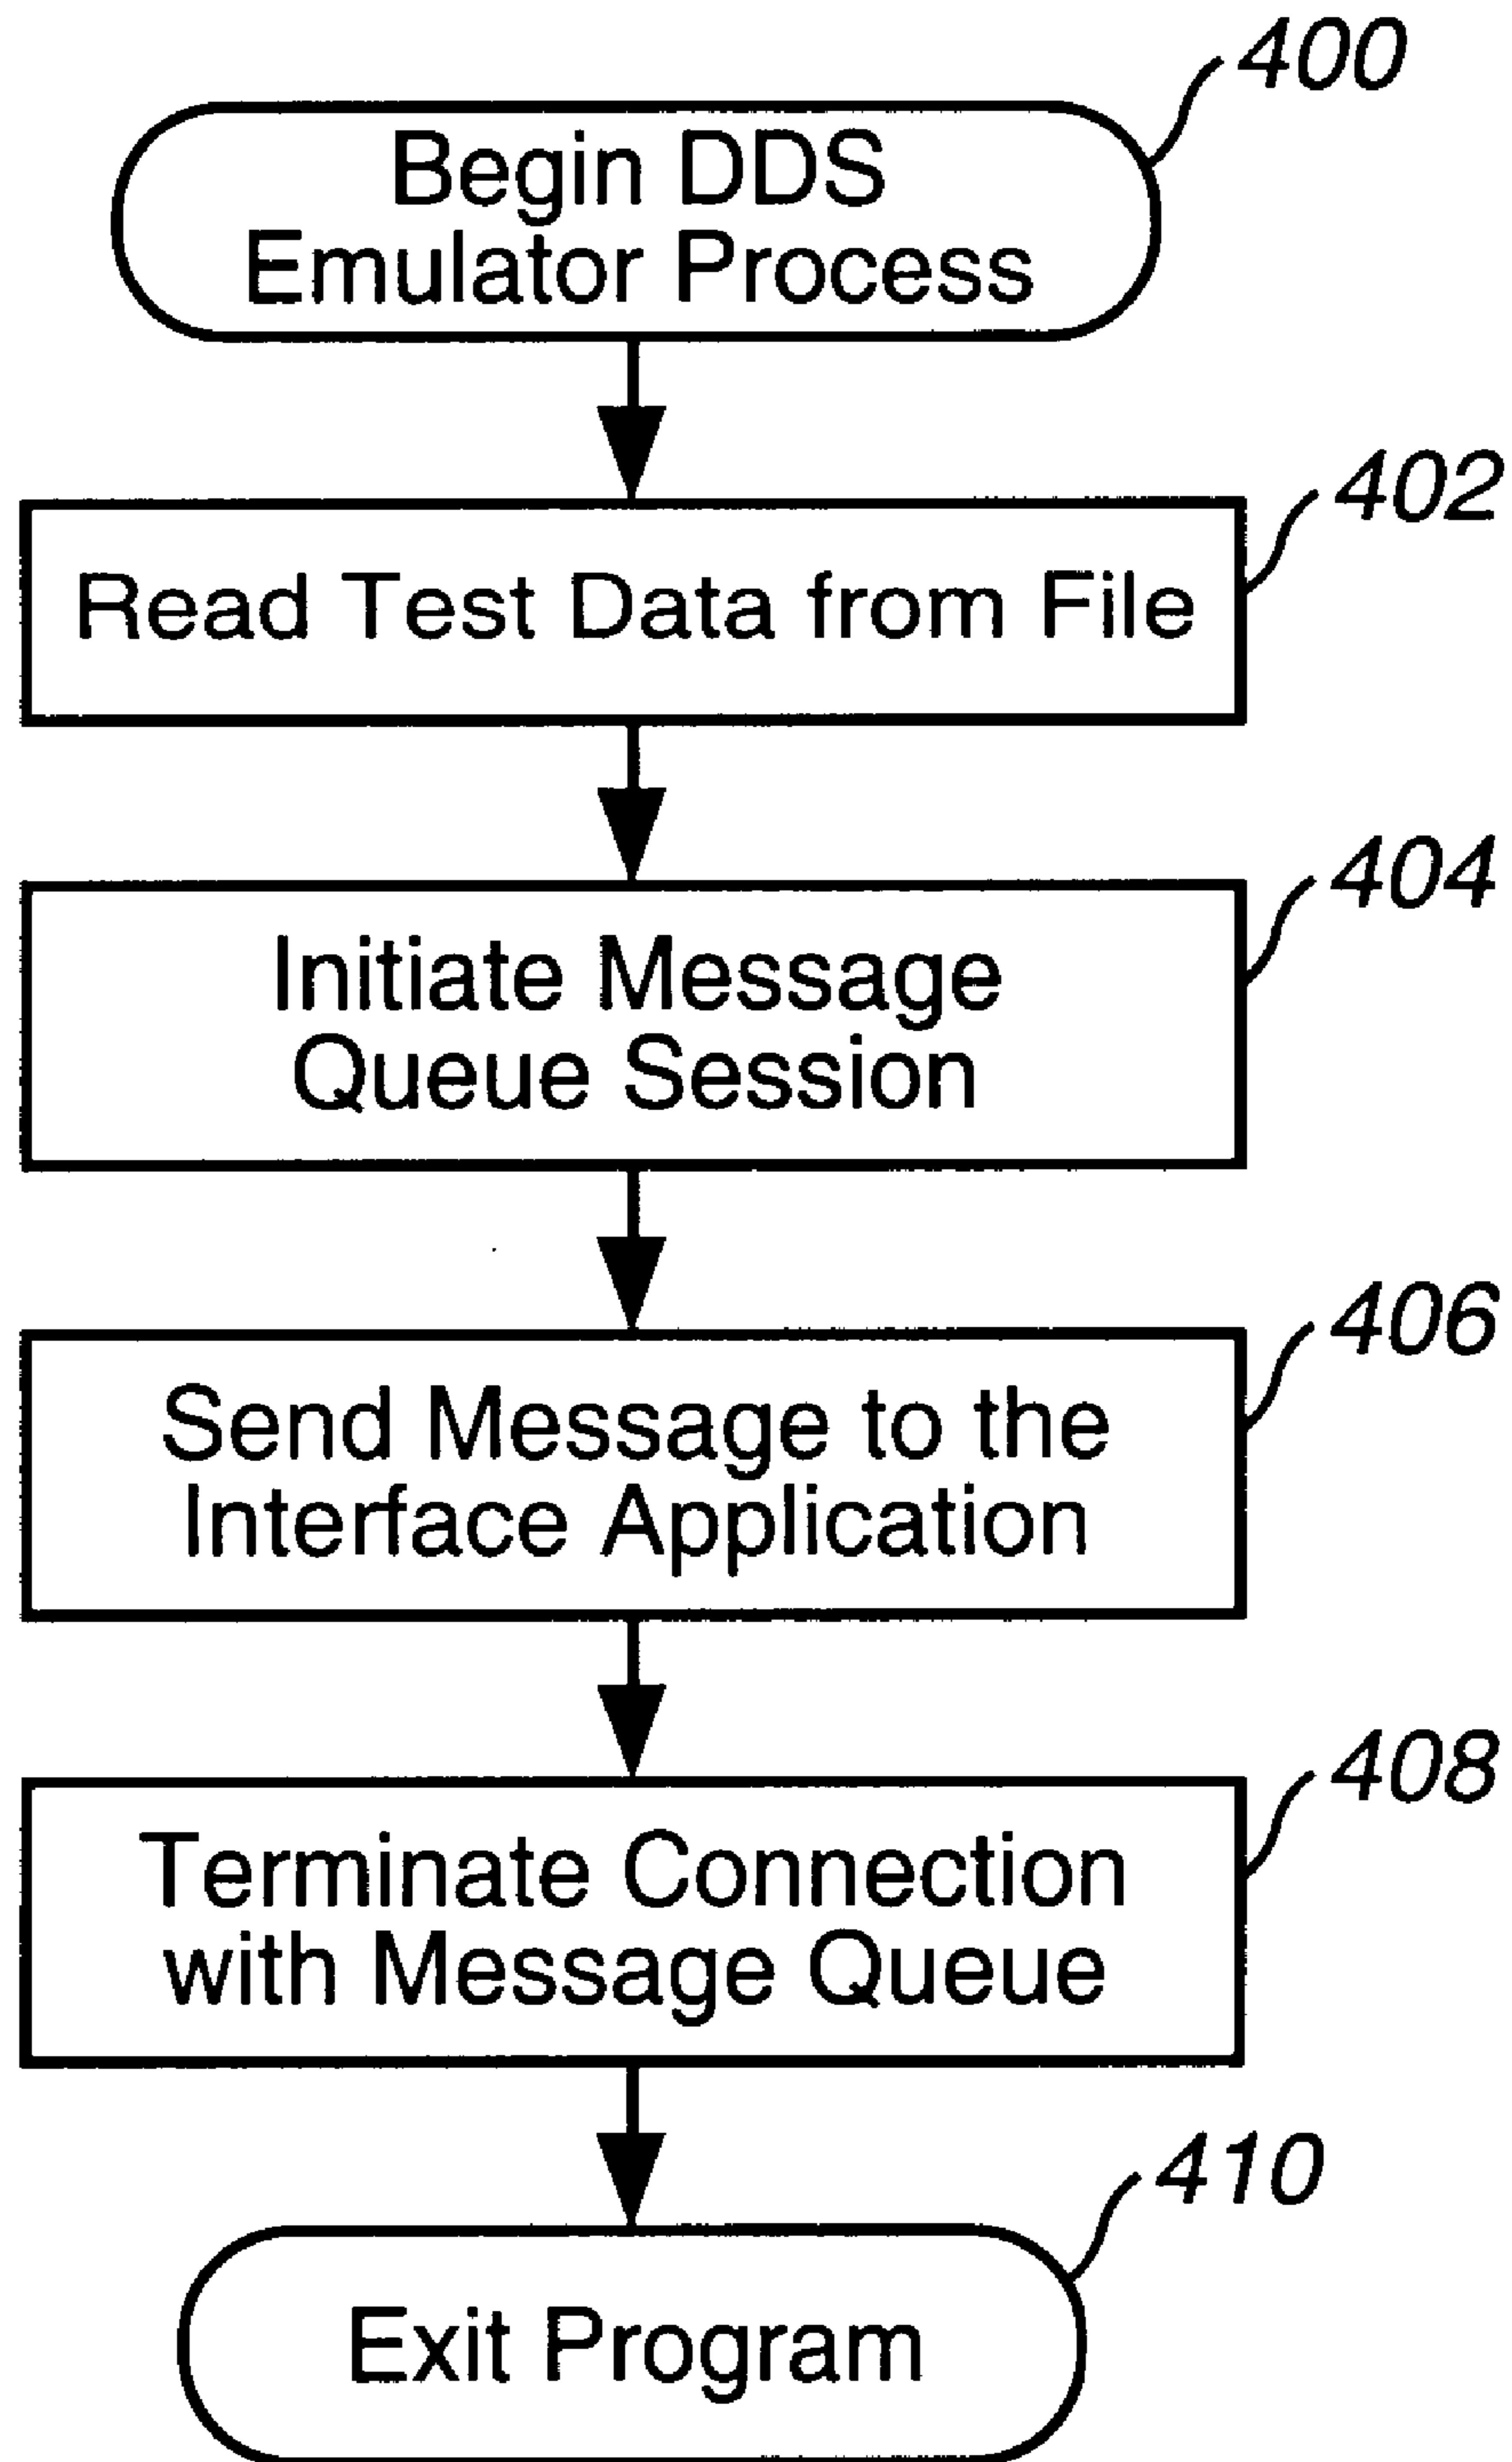 400
Begin DDS
Emulator Process
402
Read Test Data from File
404
Initiate Message
Queue Session
406
Send Message to the
Interface Application
408
Terminate Connection
with Message Queue
410
Exit Program